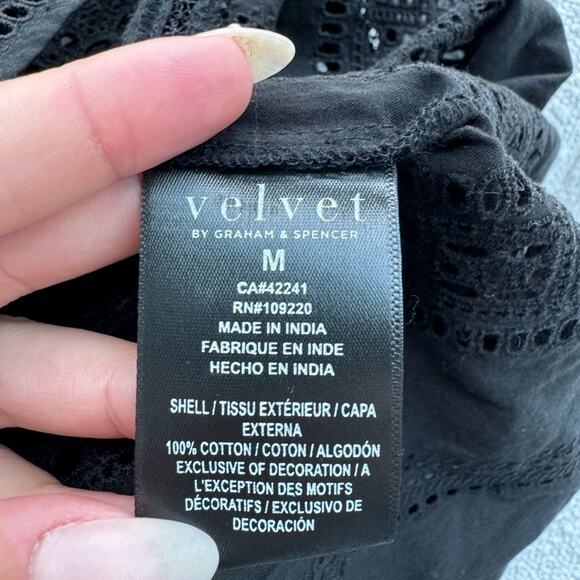 velvet
BY GRAHAM & SPENCER
M
CA#42241
RN#109220
MADE IN INDIA
FABRIQUE EN INDE
HECHO EN INDIA
SHELL / TISSU EXTÉRIEUR / CAPA
EXTERNA
100% COTTON / COTON / ALGODÓN
EXCLUSIVE OF DECORATION / A
L'EXCEPTION DES MOTIFS
DÉCORATIFS / EXCLUSIVO DE
DECORACIÓN